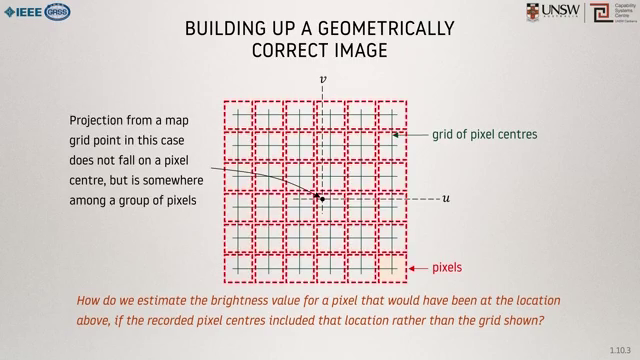 IEEE GRSS
UNSW
AUSTRALIA
Capability
Systems
Centre
UNSW Canberra
BUILDING UP A GEOMETRICALLY
CORRECT IMAGE
v
Projection from a map
grid point in this case
does not fall on a pixel
centre, but is somewhere
among a group of pixels
grid of pixel centres
u
pixels
How do we estimate the brightness value for a pixel that would have been at the location
above, if the recorded pixel centres included that location rather than the grid shown?
1.10.3